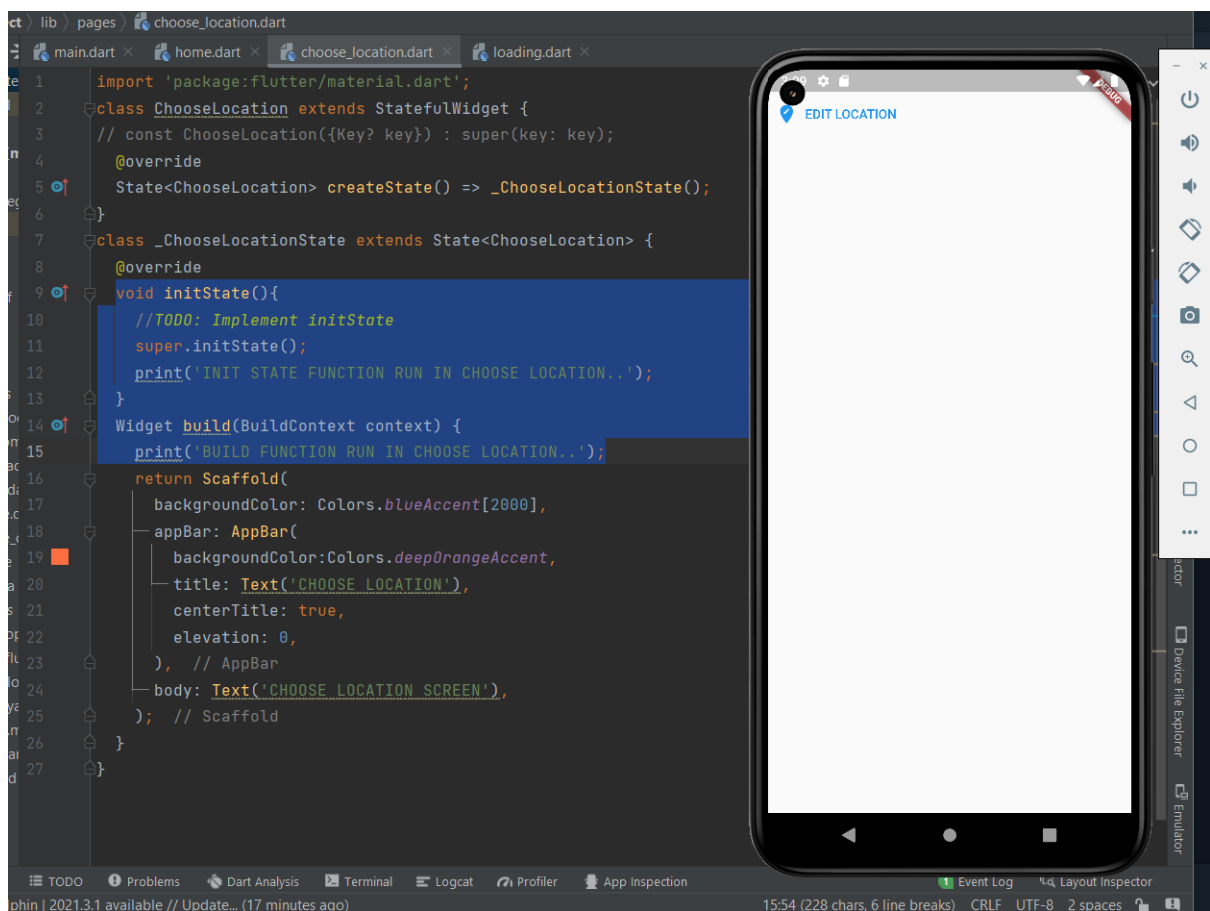 ct 〉 lib 〉 pages 〉 choose_location.dart
main.dart × home.dart × choose_location.dart × loading.dart ×
1 import 'package:flutter/material.dart';
2 class ChooseLocation extends StatefulWidget {
3 // const ChooseLocation({Key? key}) : super(key: key);
4 @override
5 State<ChooseLocation> createState() => _ChooseLocationState();
6 }
7 class _ChooseLocationState extends State<ChooseLocation> {
8 @override
9 void initState(){
10 //TODO: Implement initState
11 super.initState();
12 print('INIT STATE FUNCTION RUN IN CHOOSE LOCATION..');
13 }
14 Widget build(BuildContext context) {
15 print('BUILD FUNCTION RUN IN CHOOSE LOCATION..');
16 return Scaffold(
17 backgroundColor: Colors.blueAccent[2000],
18 appBar: AppBar(
19 backgroundColor:Colors.deepOrangeAccent,
20 title: Text('CHOOSE LOCATION'),
21 centerTitle: true,
22 elevation: 0,
23 ), // AppBar
24 body: Text('CHOOSE LOCATION SCREEN'),
25 ); // Scaffold
26 }
27 }
DEBUG
EDIT LOCATION
Device File Explorer
Emulator
TODO Problems Dart Analysis Terminal Logcat Profiler App Inspection 1 Event Log Layout Inspector
phin | 2021.3.1 available // Update... (17 minutes ago) 15:54 (228 chars, 6 line breaks) CRLF UTF-8 2 spaces